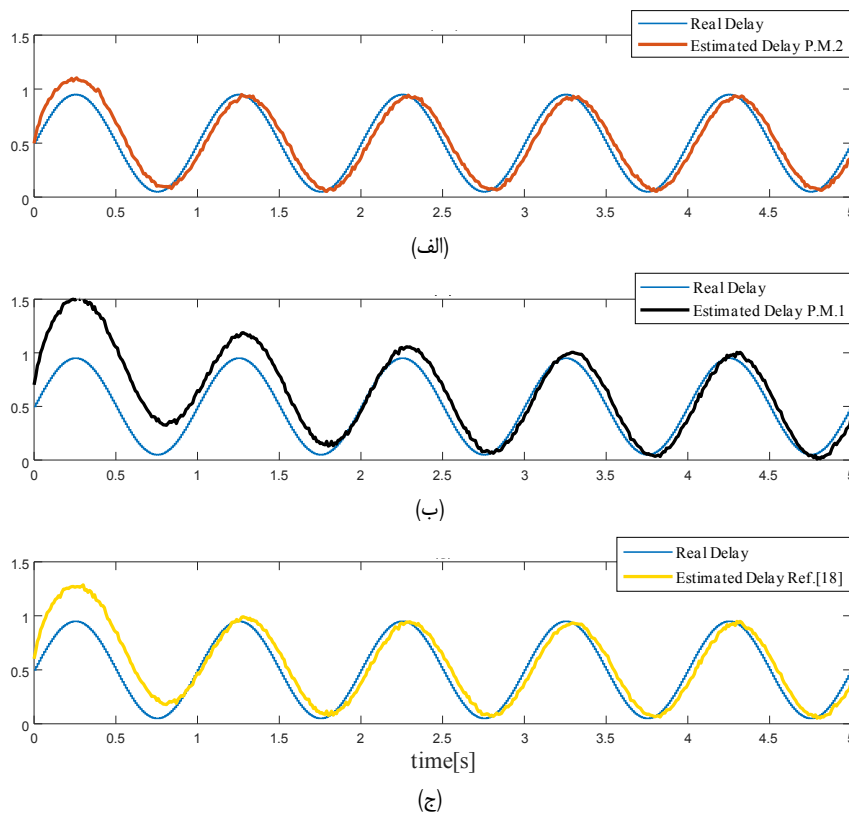 Real Delay
Estimated Delay P.M.2
1.5
1
0.5
0
0 0.5 1 1.5 2 2.5 3 3.5 4 4.5 5
(الف)
Real Delay
Estimated Delay P.M.1
1.5
1
0.5
0
0 0.5 1 1.5 2 2.5 3 3.5 4 4.5 5
(ب)
Real Delay
Estimated Delay Ref.[18]
1.5
1
0.5
0
0 0.5 1 1.5 2 2.5 3 3.5 4 4.5 5
time[s]
(ج)